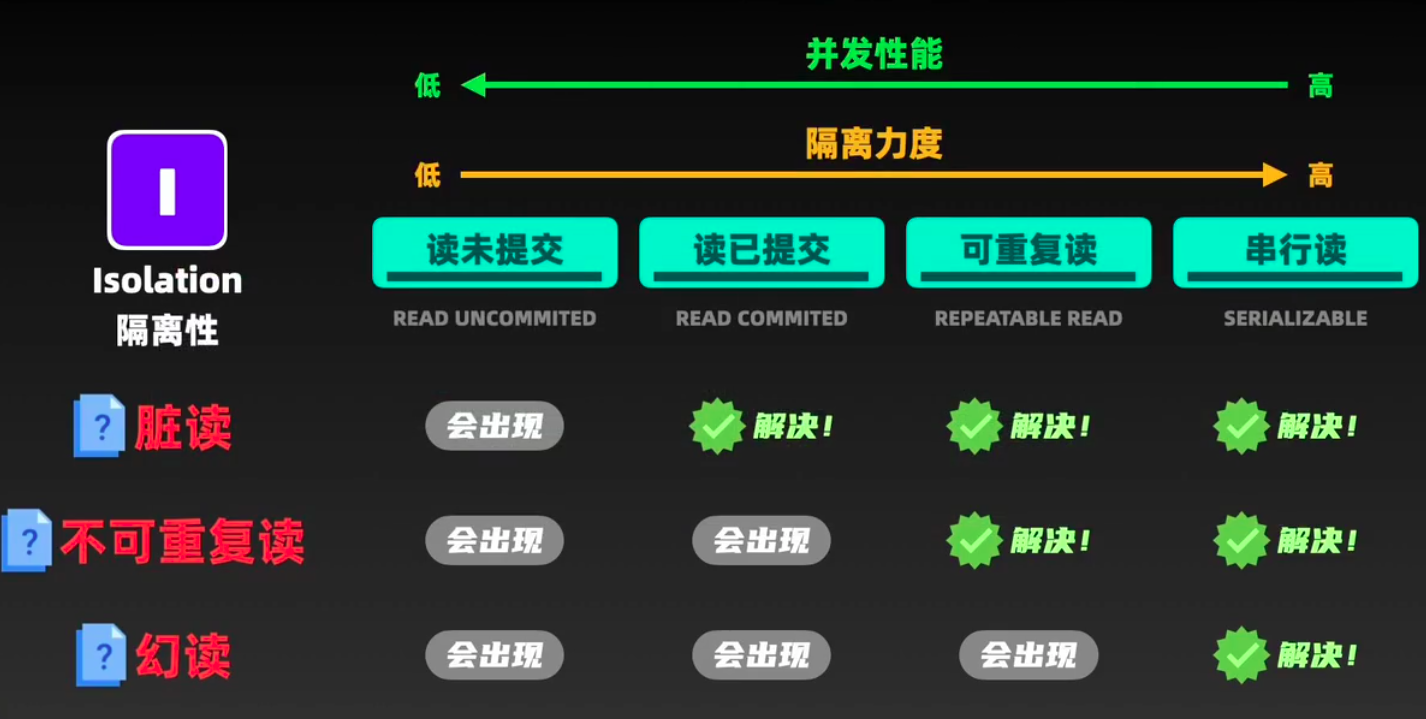 并发性能
低 高
隔离力度
低 高
I
Isolation
隔离性
读未提交 读已提交 可重复读 串行读
READ UNCOMMITED READ COMMITED REPEATABLE READ SERIALIZABLE
? 脏读 会出现 解决! 解决! 解决!
? 不可重复读 会出现 会出现 解决! 解决!
? 幻读 会出现 会出现 会出现 解决!